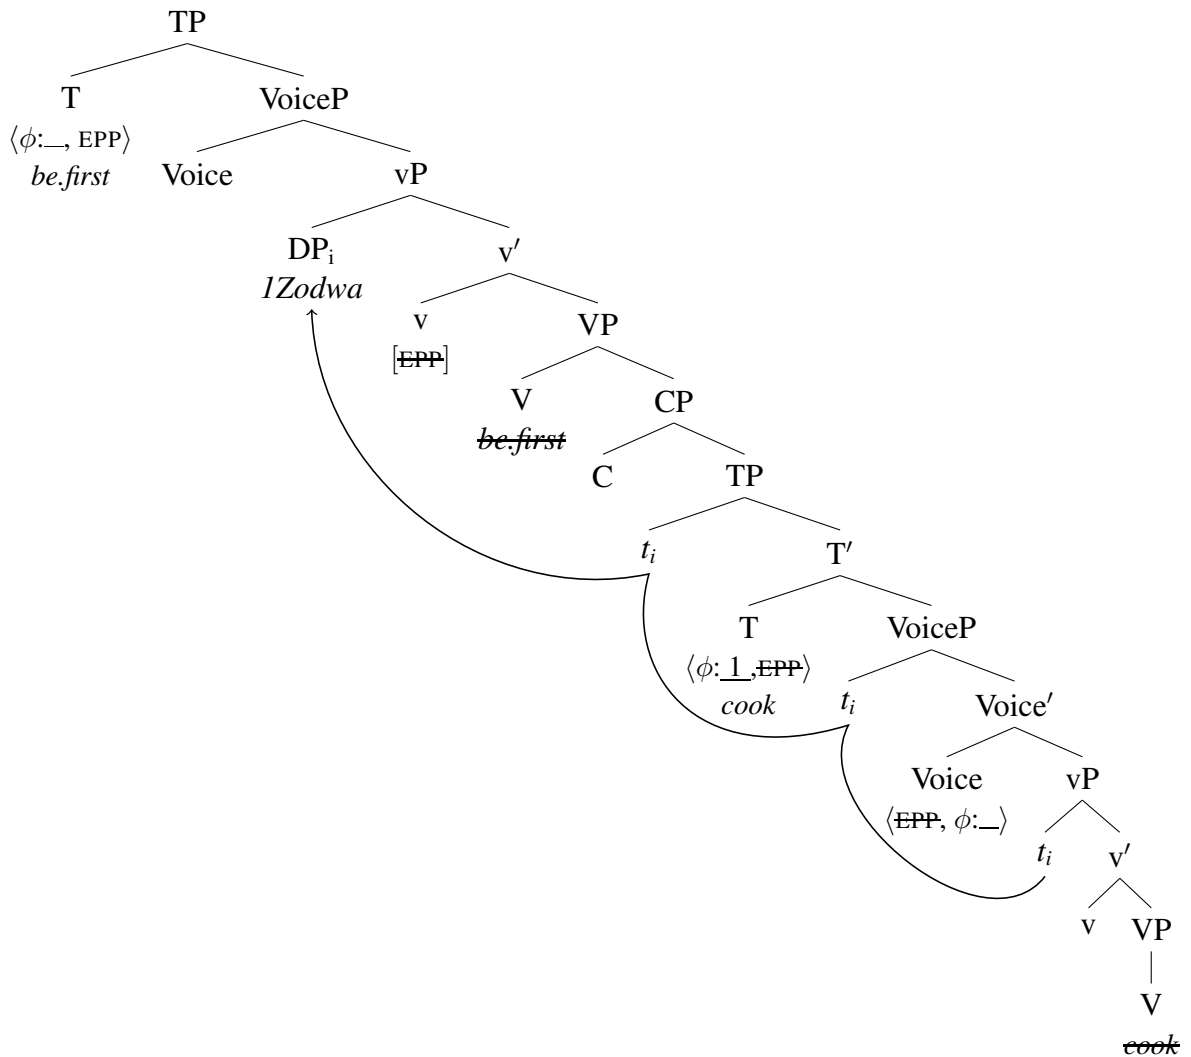 TP
T VoiceP
⟨ϕ:__, EPP⟩
be.first Voice vP
DPi v′
1Zodwa
v VP
[EPP]
V CP
be.first
C TP
ti T′
T VoiceP
⟨ϕ: 1 ,EPP⟩
cook ti Voice′
Voice vP
⟨EPP, ϕ:__⟩
ti v′
v VP
V
cook